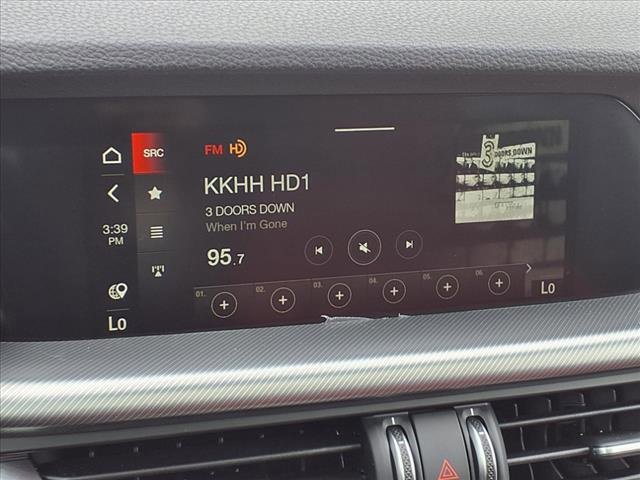 SRC
FM HD
KKHH HD1
3 DOORS DOWN
When I'm Gone
3 DOORS DOWN
3:39
PM
95.7
01. 02. 03. 04. 05. 06.
Lo
Lo